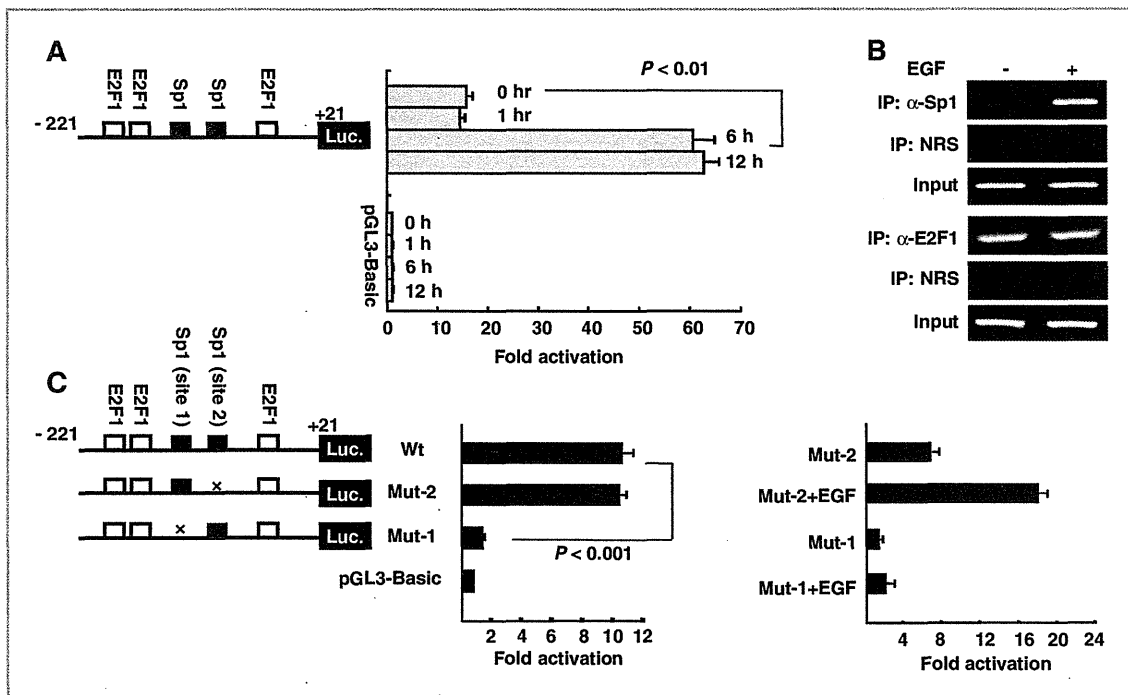 A
E2F1
E2F1
Sp1
Sp1
E2F1
- 221
+21
Luc.
P < 0.01
0 hr
1 hr
6 h
12 h
pGL3-Basic
0 h
1 h
6 h
12 h
0 10 20 30 40 50 60 70
Fold activation
B
EGF - +
IP: α-Sp1
IP: NRS
Input
IP: α-E2F1
IP: NRS
Input
C
E2F1
E2F1
Sp1 (site 1)
Sp1 (site 2)
E2F1
- 221
+21
Luc.
Wt
×
Luc.
Mut-2
×
Luc.
Mut-1
pGL3-Basic
P < 0.001
2 4 6 8 10 12
Fold activation
Mut-2
Mut-2+EGF
Mut-1
Mut-1+EGF
4 8 12 16 20 24
Fold activation